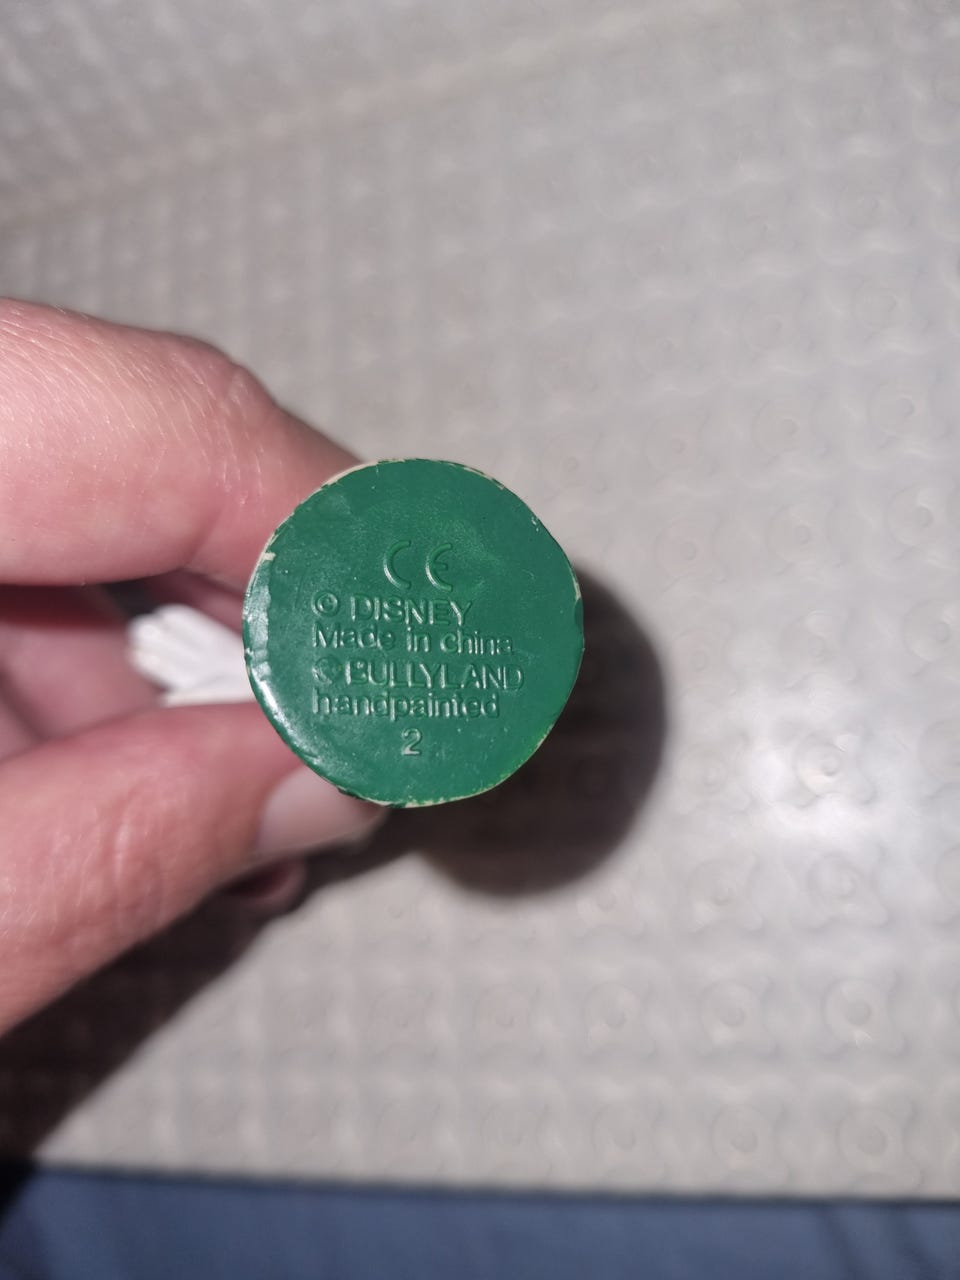 CE
© DISNEY
Made in china
© BULLYLAND
handpainted
2